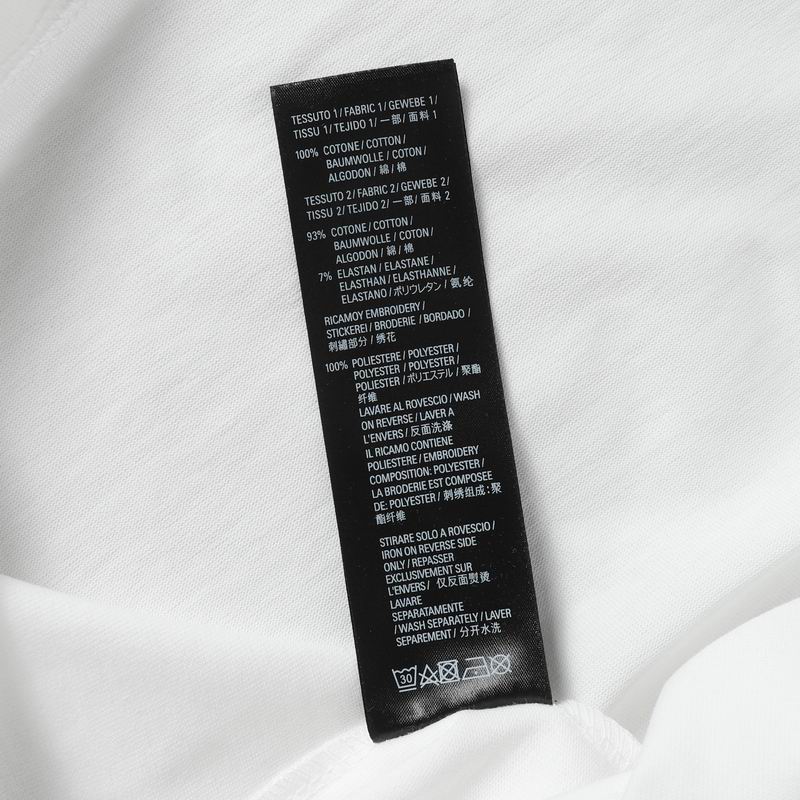 TESSUTO 1/ FABRIC 1/ GEWEBE 1/
TISSU 1/ TEJIDO 1/ 一部/ 面料 1
100% COTONE / COTTON /
BAUMWOLLE / COTON /
ALGODON / 綿 / 棉
TESSUTO 2/ FABRIC 2/ GEWEBE 2/
TISSU 2/ TEJIDO 2/ 一部/ 面料 2
93% COTONE / COTTON /
BAUMWOLLE / COTON /
ALGODON / 綿 / 棉
7% ELASTAN / ELASTANE /
ELASTHAN / ELASTHANNE /
ELASTANO / ポリウレタン / 氨纶
RICAMOY EMBROIDERY /
STICKEREI / BRODERIE / BORDADO /
刺繡部分 / 绣花
100% POLIESTERE / POLYESTER /
POLYESTER / POLYESTER /
POLIESTER / ポリエステル / 聚酯
纤维
LAVARE AL ROVESCIO / WASH
ON REVERSE / LAVER A
L'ENVERS / 反面洗涤
IL RICAMO CONTIENE
POLIESTERE / EMBROIDERY
COMPOSITION: POLYESTER /
LA BRODERIE EST COMPOSEE
DE: POLYESTER / 刺绣组成：聚
酯纤维
STIRARE SOLO A ROVESCIO /
IRON ON REVERSE SIDE
ONLY / REPASSER
EXCLUSIVEMENT SUR
L'ENVERS / 仅反面熨烫
LAVARE
SEPARATAMENTE
/ WASH SEPARATELY / LAVER
SEPAREMENT / 分开水洗
30